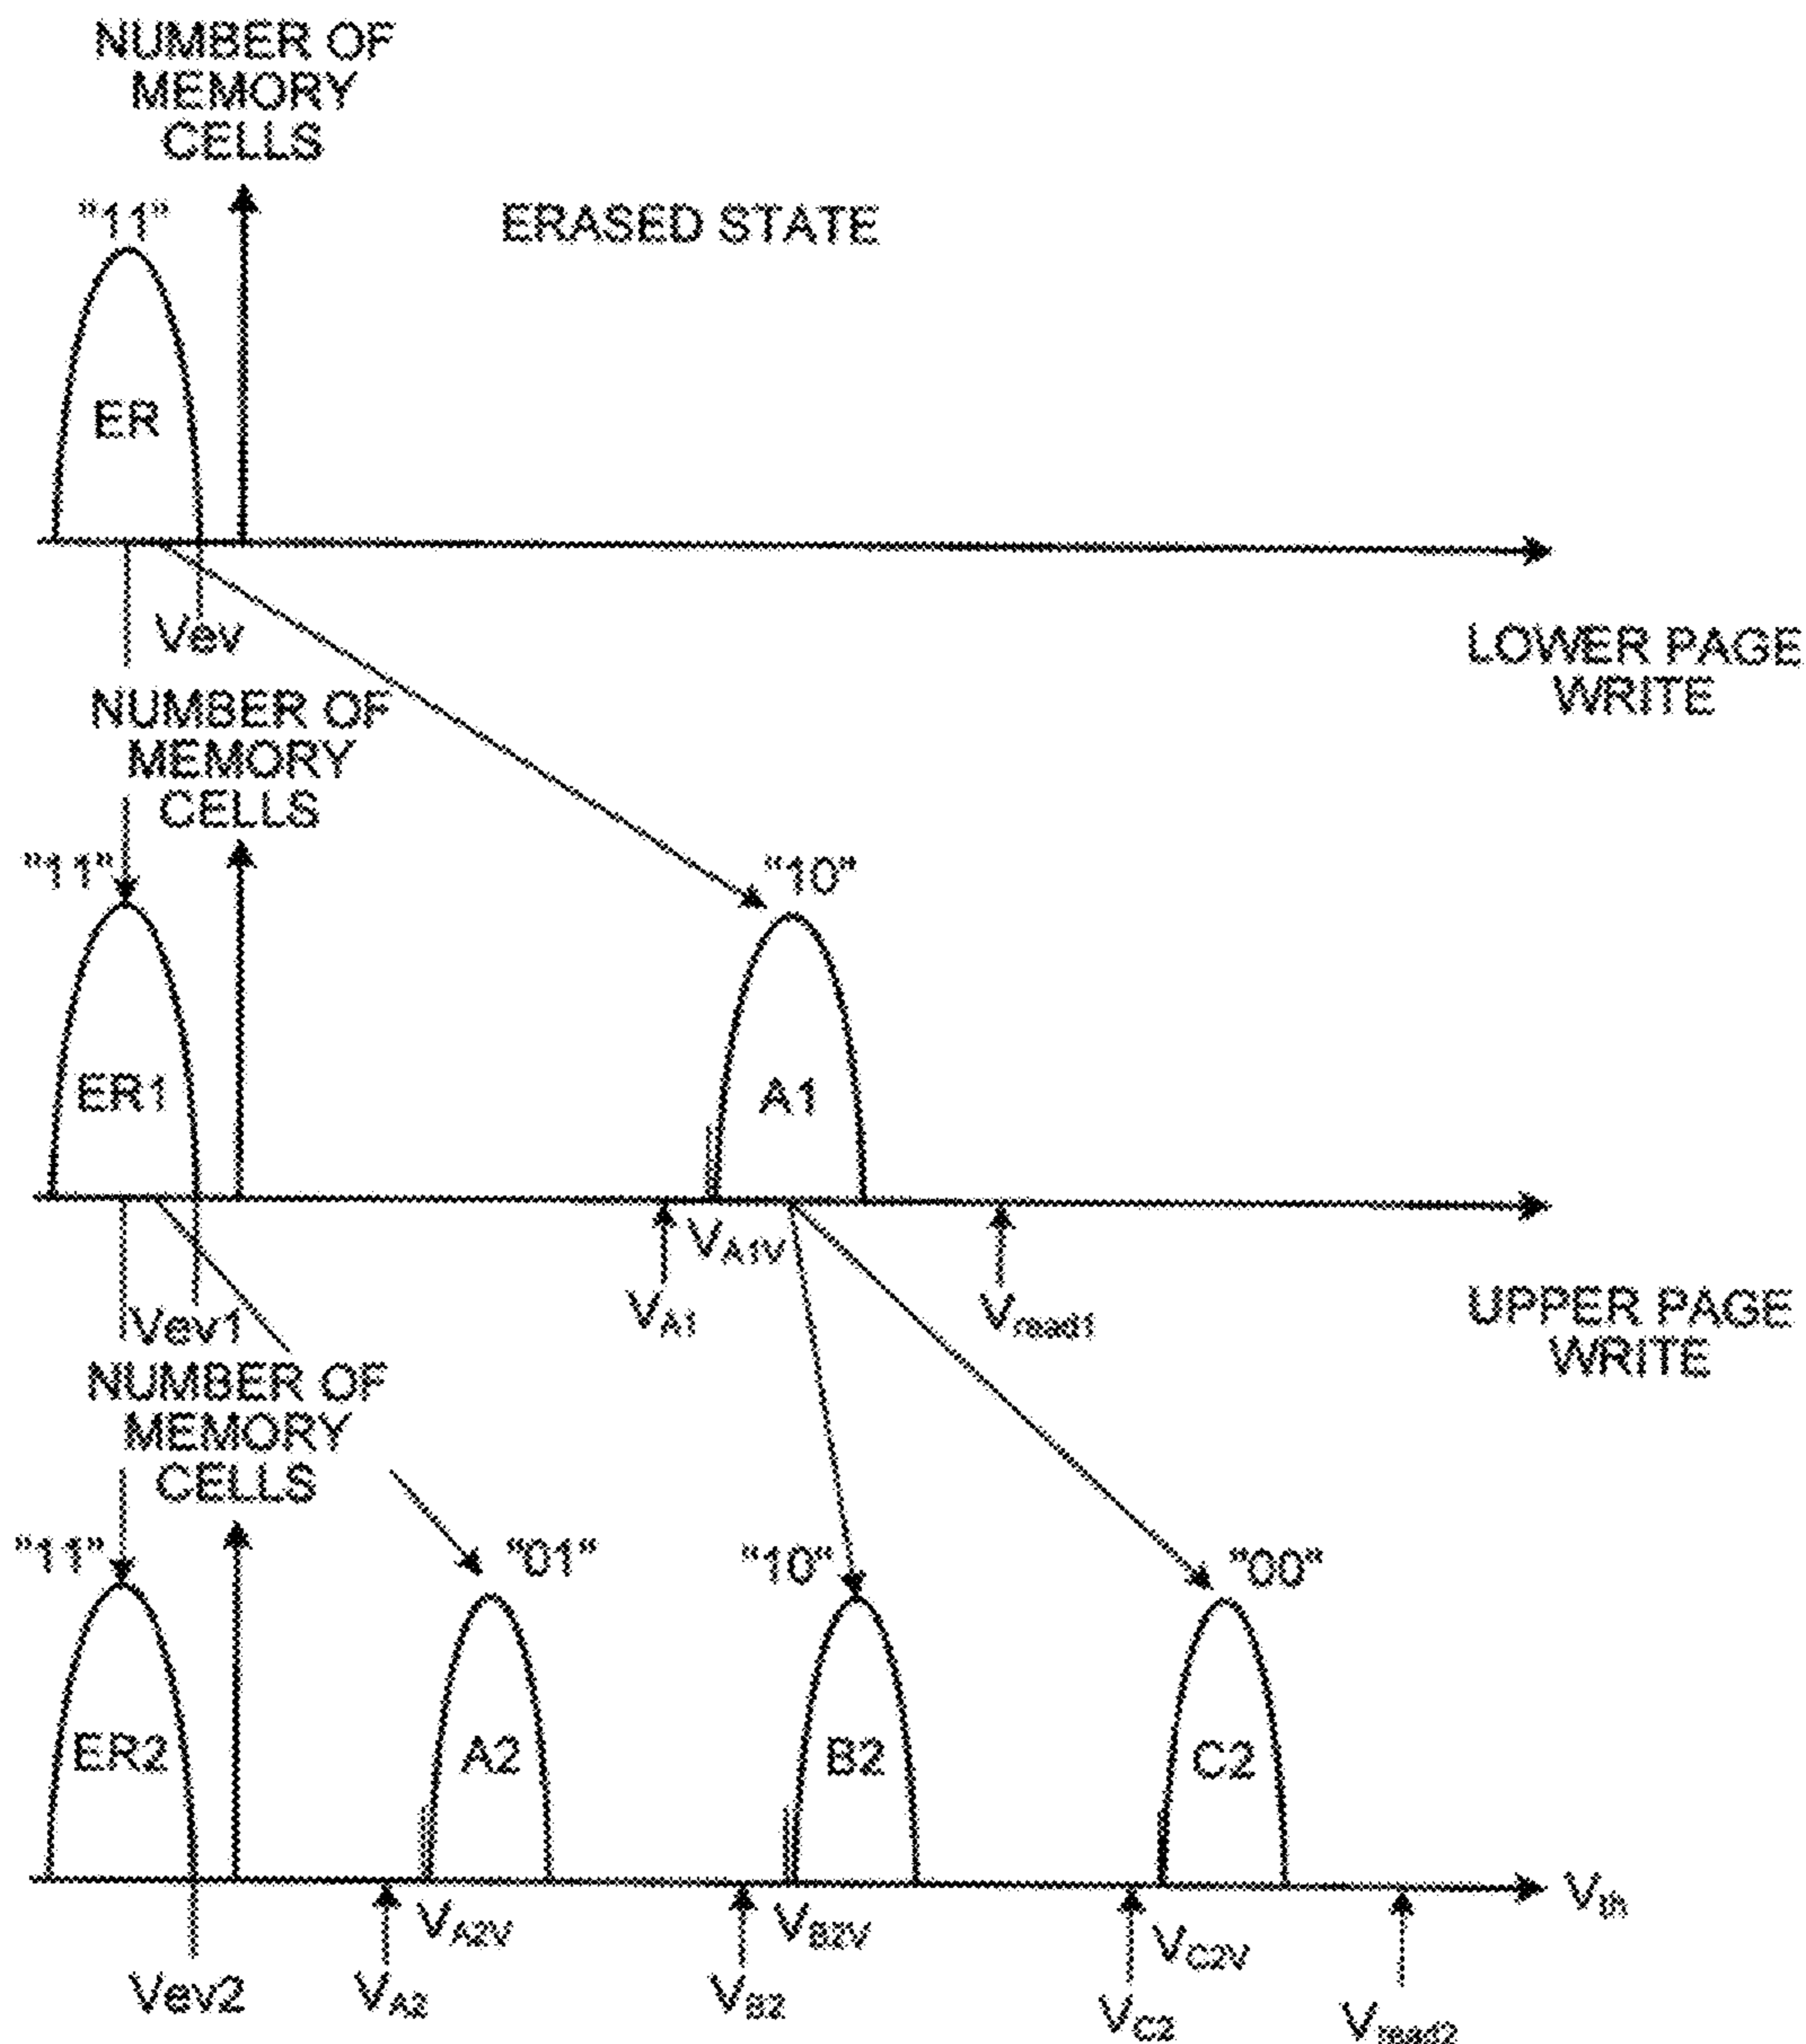 NUMBER OF
MEMORY
CELLS
"11"
ERASED STATE
ER
Vev
LOWER PAGE
WRITE
NUMBER OF
MEMORY
CELLS
"11"
"10"
ER1
A1
VA1V
Vev1
VA1
Vread1
UPPER PAGE
WRITE
NUMBER OF
MEMORY
CELLS
"11"
"01"
"10"
"00"
ER2
A2
B2
C2
Vth
VA2V
VB2V
VC2V
Vev2
VA2
VB2
VC2
Vread2